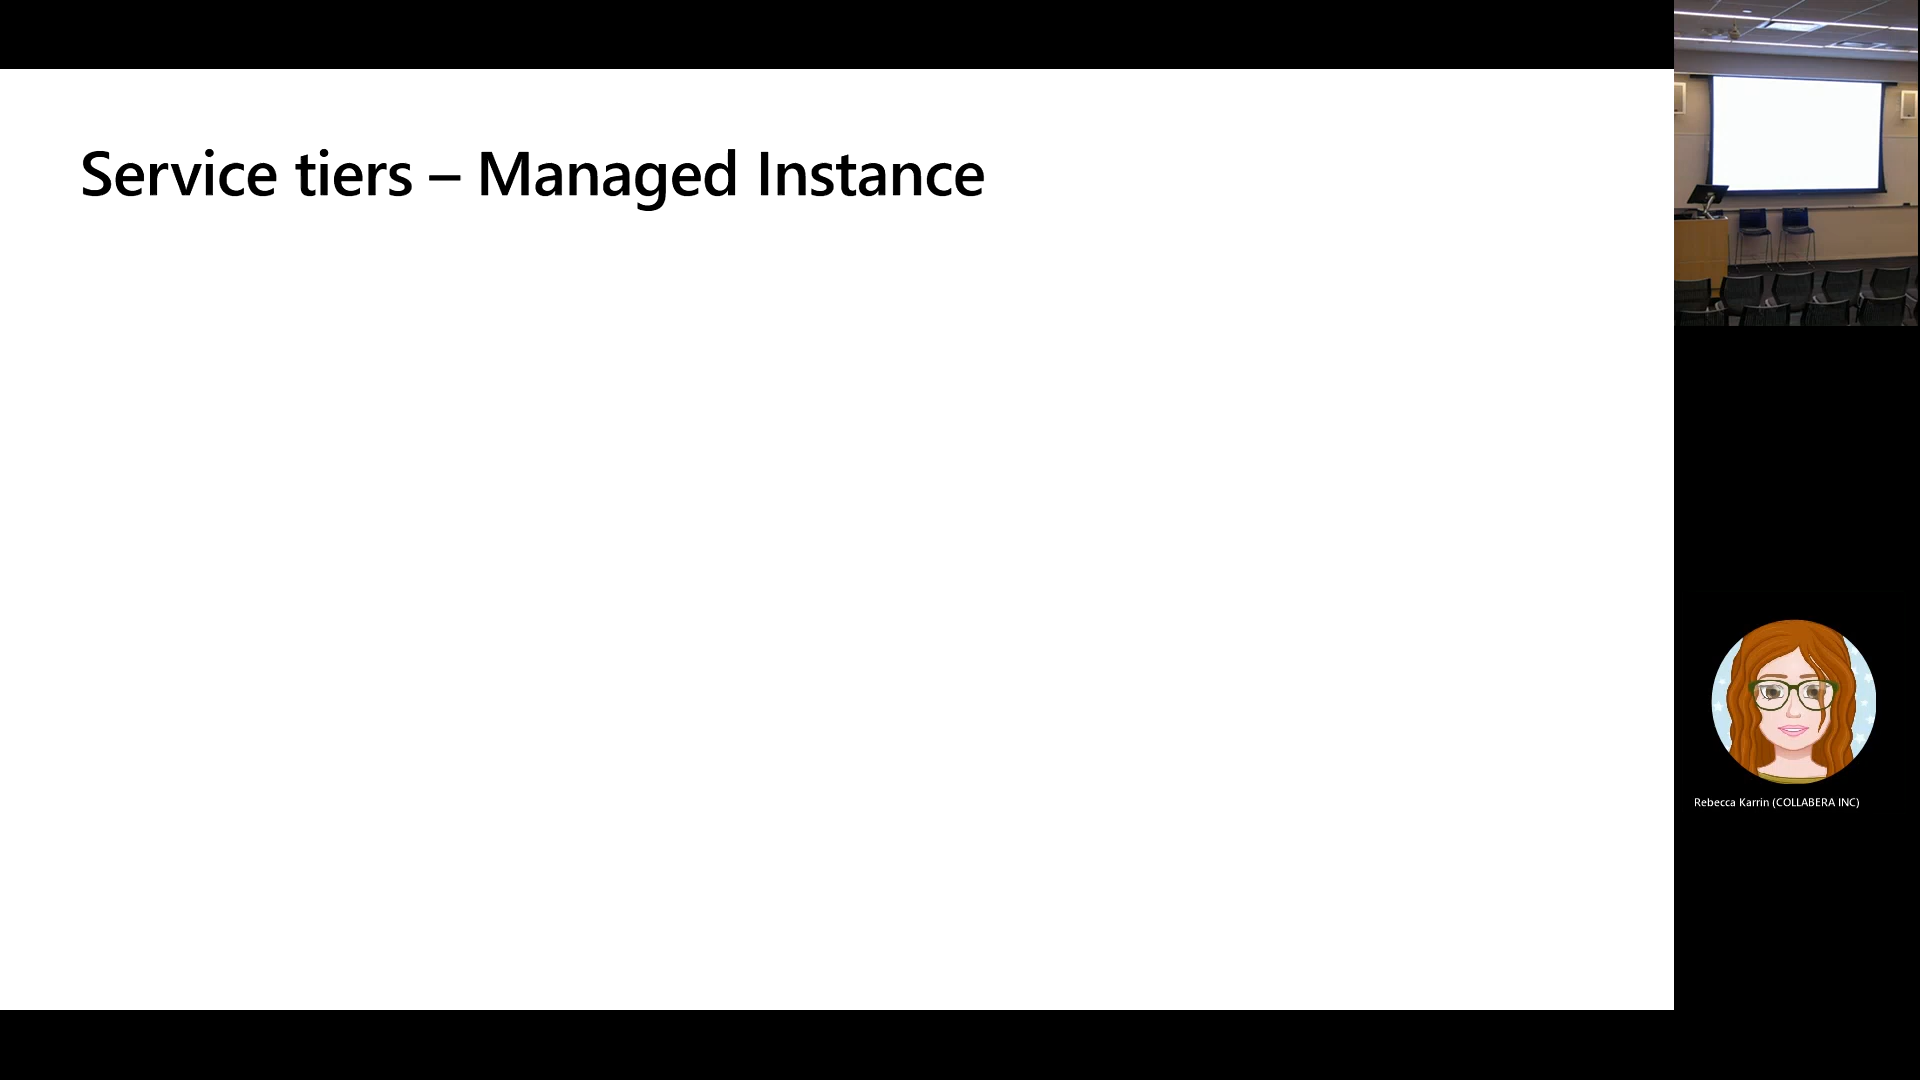 Service tiers – Managed Instance
Rebecca Karrin (COLLABERA INC)